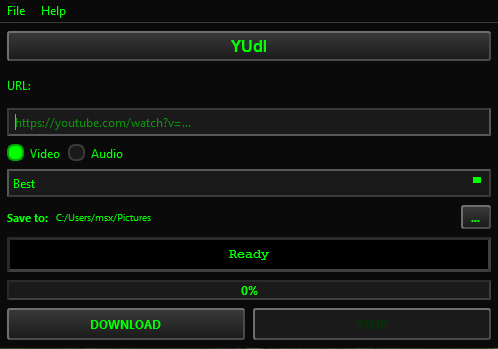 File Help
YUdl
URL:
https://youtube.com/watch?v=...
Video Audio
Best
Save to: C:/Users/msx/Pictures
...
Ready
0%
DOWNLOAD STOP